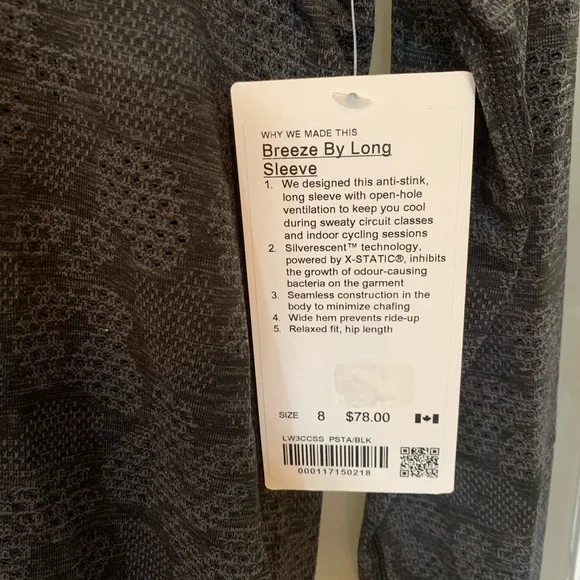 WHY WE MADE THIS
Breeze By Long
Sleeve
1. We designed this anti-stink,
long sleeve with open-hole
ventilation to keep you cool
during sweaty circuit classes
and indoor cycling sessions
2. Silverescent™ technology,
powered by X-STATIC®, inhibits
the growth of odour-causing
bacteria on the garment
3. Seamless construction in the
body to minimize chafing
4. Wide hem prevents ride-up
5. Relaxed fit, hip length
SIZE 8 $78.00
LW3CCSS PSTA/BLK
000117150218